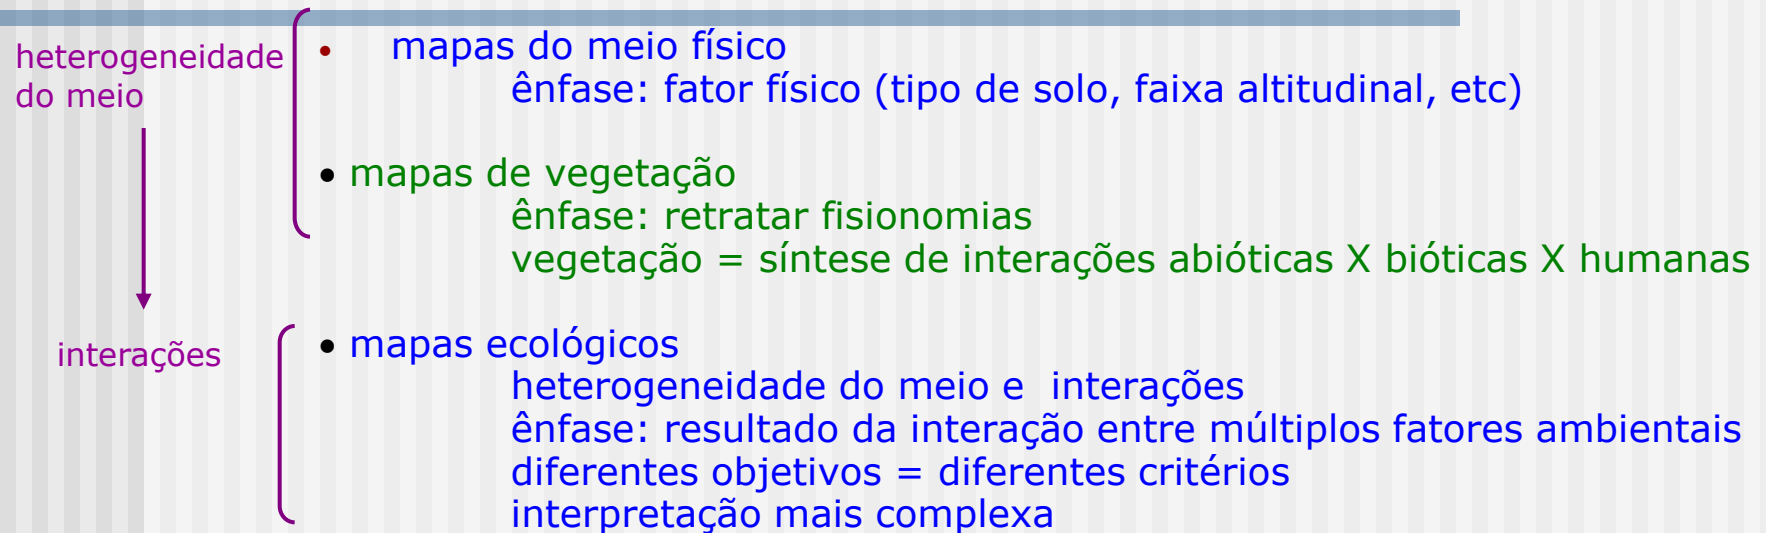 heterogeneidade
do meio
• mapas do meio físico
ênfase: fator físico (tipo de solo, faixa altitudinal, etc)
• mapas de vegetação
ênfase: retratar fisionomias
vegetação = síntese de interações abióticas X bióticas X humanas
interações
• mapas ecológicos
heterogeneidade do meio e interações
ênfase: resultado da interação entre múltiplos fatores ambientais
diferentes objetivos = diferentes critérios
interpretação mais complexa